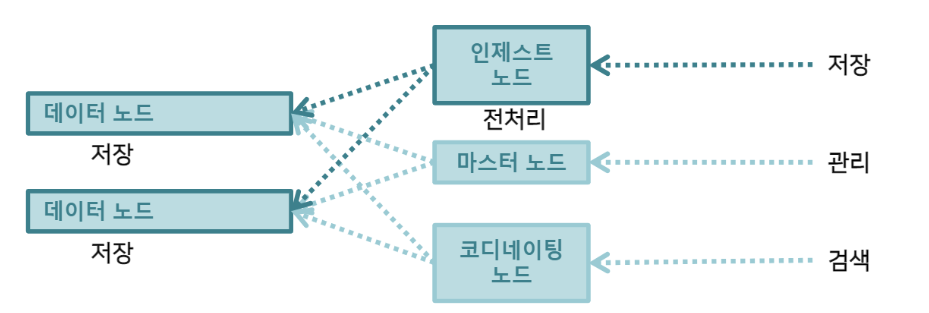 인제스트
노드
저장
데이터 노드
전처리
저장
마스터 노드
관리
데이터 노드
저장
코디네이팅
노드
검색